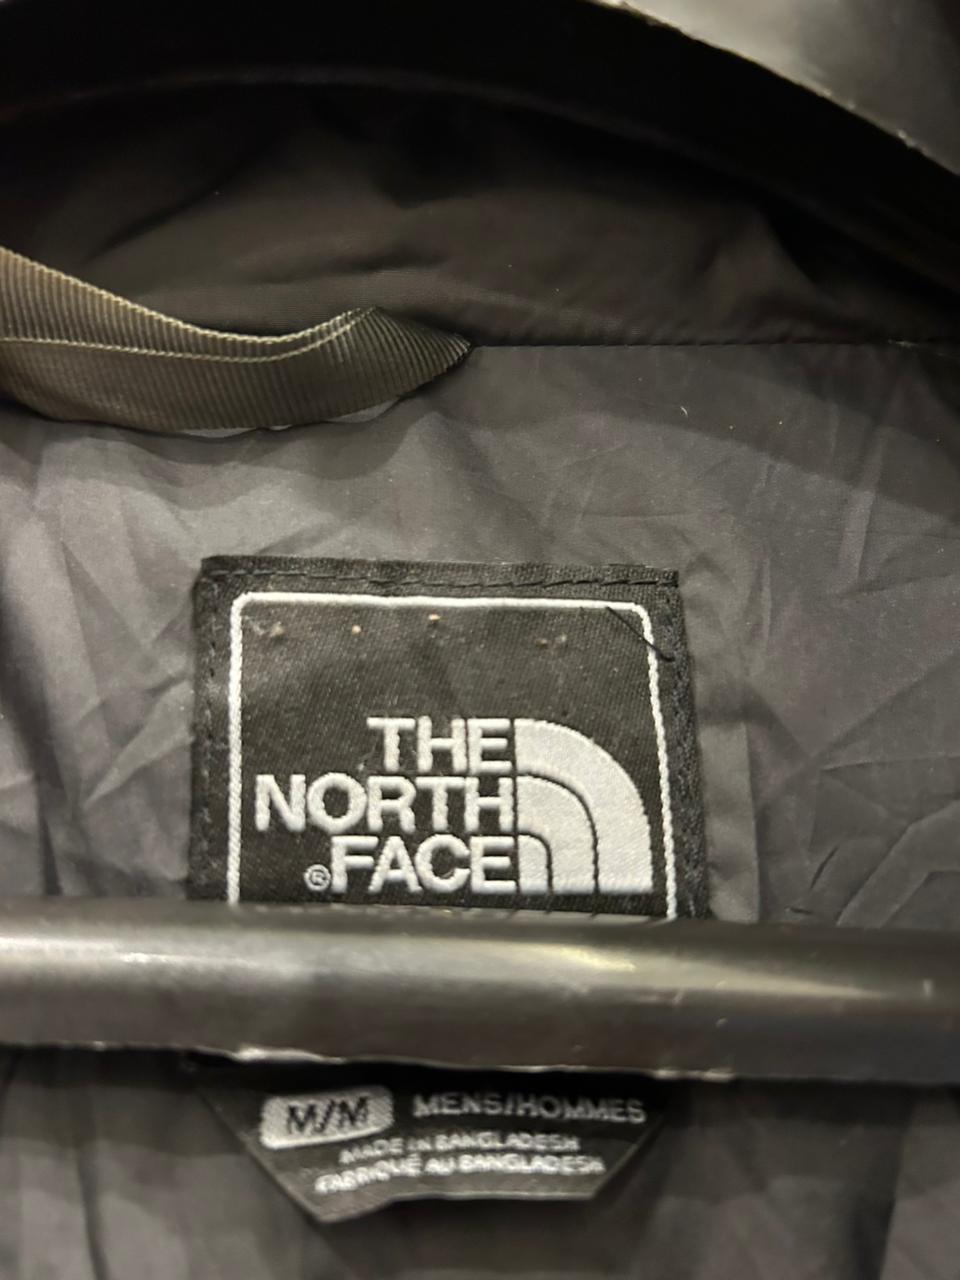 THE
NORTH
®FACE
M/M MENS/HOMMES
MADE IN BANGLADESH
FABRIQUÉ AU BANGLADESH